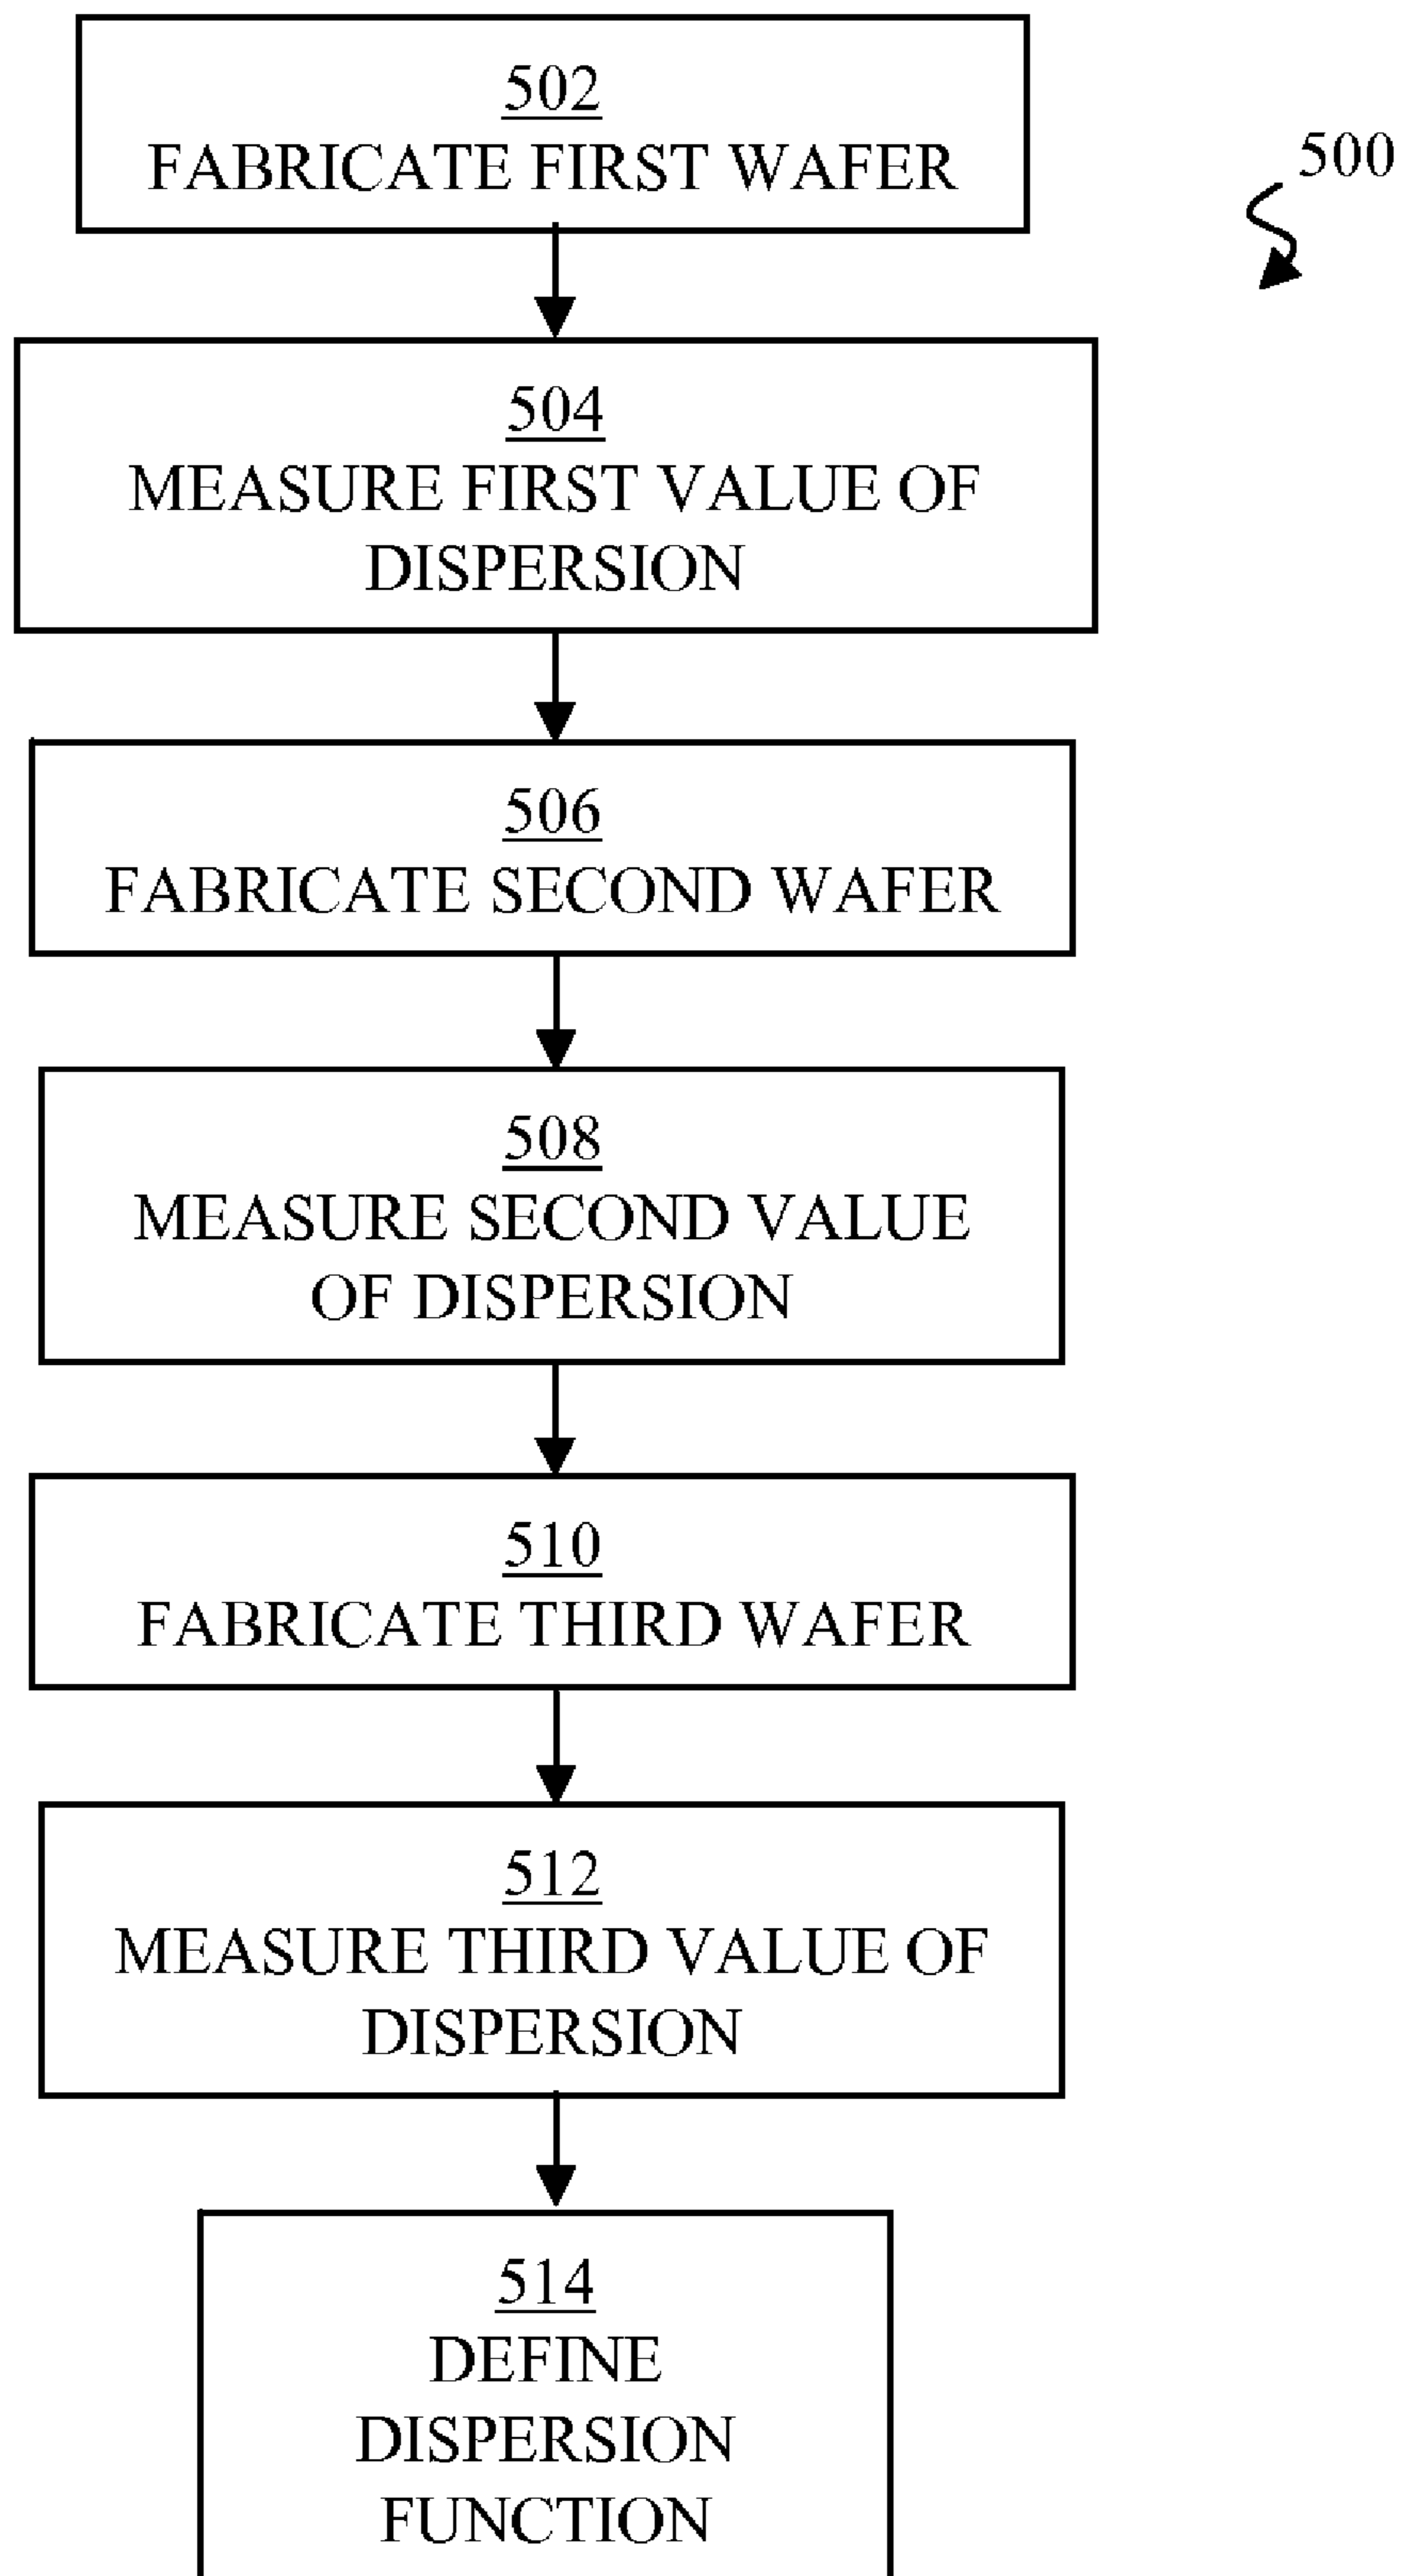 502
FABRICATE FIRST WAFER
500
504
MEASURE FIRST VALUE OF
DISPERSION
506
FABRICATE SECOND WAFER
508
MEASURE SECOND VALUE
OF DISPERSION
510
FABRICATE THIRD WAFER
512
MEASURE THIRD VALUE OF
DISPERSION
514
DEFINE
DISPERSION
FUNCTION